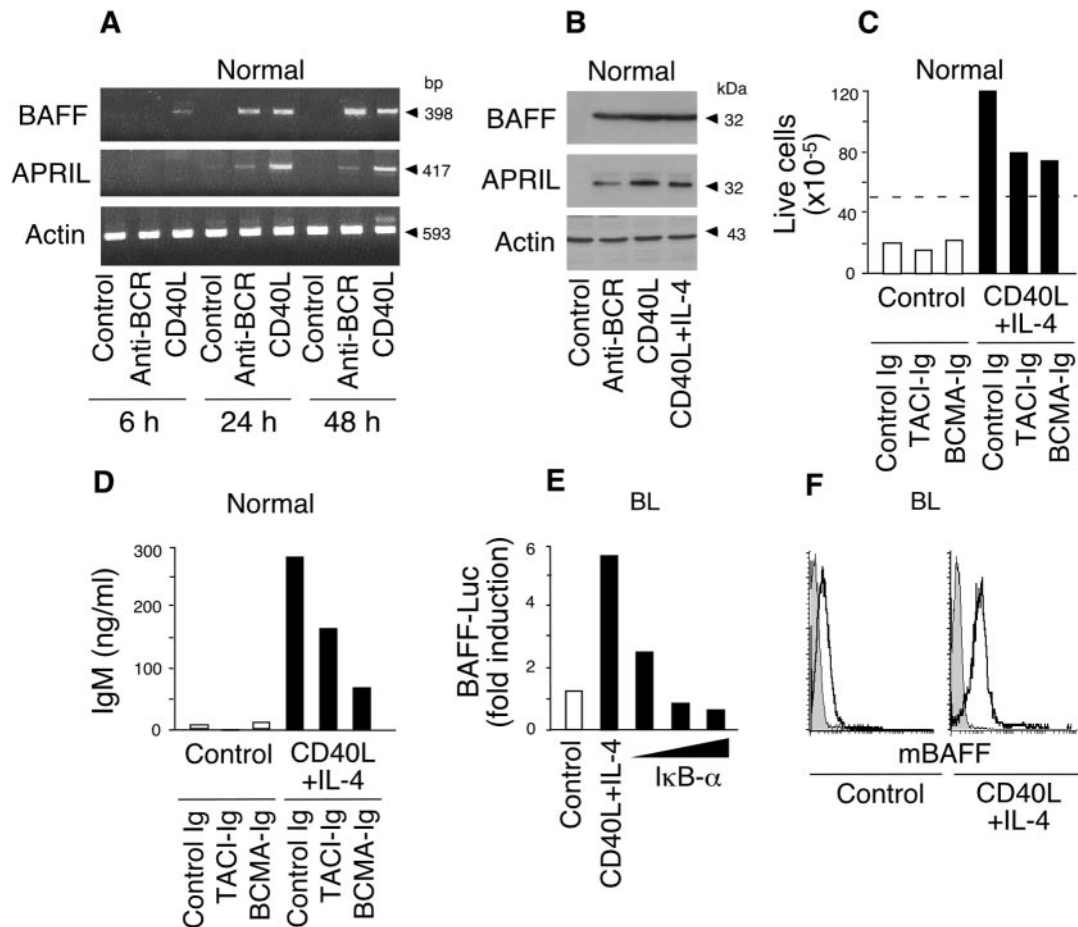 A
Normal
bp
BAFF
398
APRIL
417
Actin
593
Control
Anti-BCR
CD40L
Control
Anti-BCR
CD40L
Control
Anti-BCR
CD40L
6 h
24 h
48 h
B
Normal
kDa
BAFF
32
APRIL
32
Actin
43
Control
Anti-BCR
CD40L
CD40L+IL-4
C
Normal
Live cells
(x10⁻⁵)
120
80
40
0
Control
CD40L
+IL-4
Control Ig
TACI-Ig
BCMA-Ig
Control Ig
TACI-Ig
BCMA-Ig
D
Normal
IgM (ng/ml)
300
200
100
0
Control
CD40L
+IL-4
Control Ig
TACI-Ig
BCMA-Ig
Control Ig
TACI-Ig
BCMA-Ig
E
BL
BAFF-Luc
(fold induction)
6
4
2
0
Control
CD40L+IL-4
IκB-α
F
BL
mBAFF
Control
CD40L
+IL-4